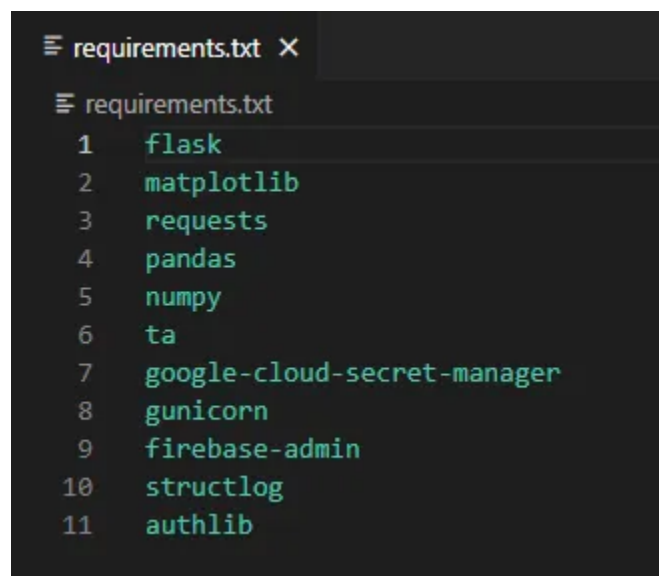 requirements.txt ×
requirements.txt
1 flask
2 matplotlib
3 requests
4 pandas
5 numpy
6 ta
7 google-cloud-secret-manager
8 gunicorn
9 firebase-admin
10 structlog
11 authlib